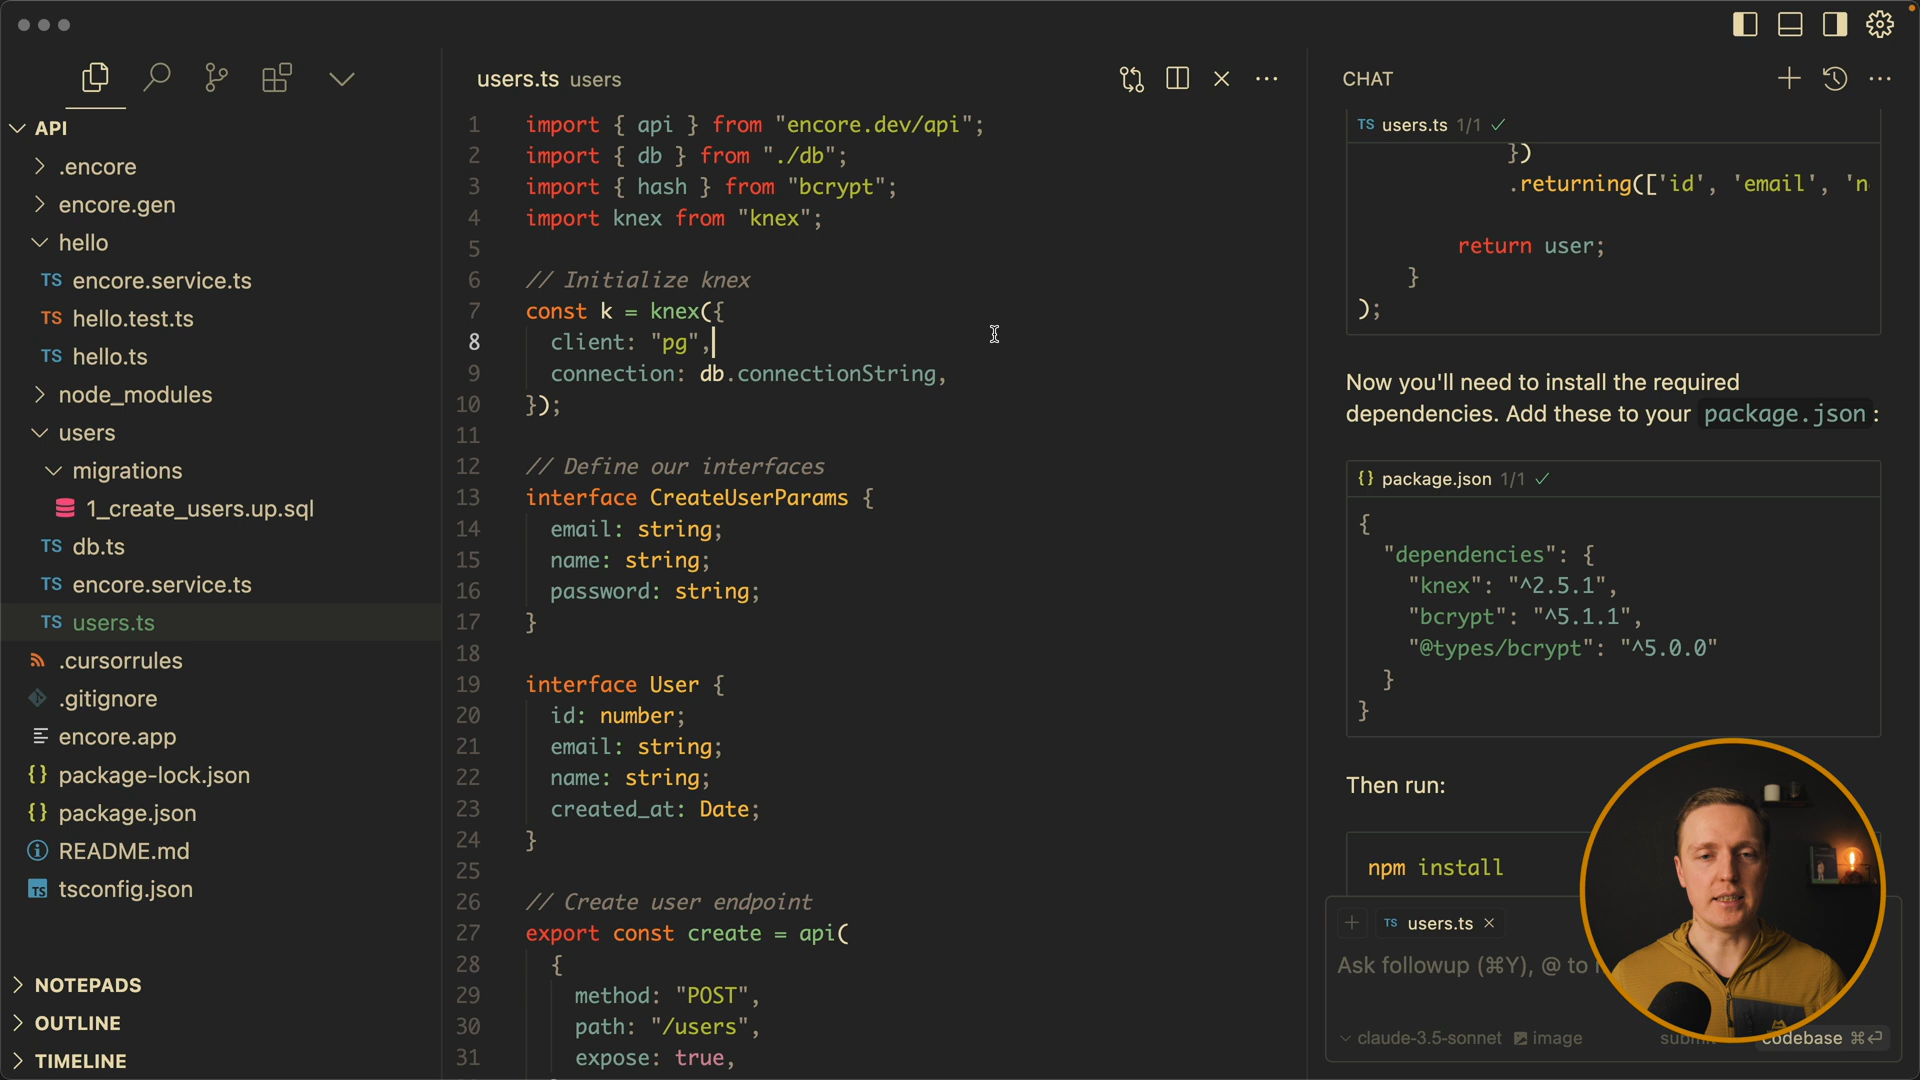 API
.encore
encore.gen
hello
TS encore.service.ts
TS hello.test.ts
TS hello.ts
node_modules
users
migrations
1_create_users.up.sql
TS db.ts
TS encore.service.ts
TS users.ts
.cursorrules
.gitignore
encore.app
{} package-lock.json
{} package.json
README.md
TS tsconfig.json
NOTEPADS
OUTLINE
TIMELINE
users.ts users
1 import { api } from "encore.dev/api";
2 import { db } from "./db";
3 import { hash } from "bcrypt";
4 import knex from "knex";
5
6 // Initialize knex
7 const k = knex({
8 client: "pg",
9 connection: db.connectionString,
10 });
11
12 // Define our interfaces
13 interface CreateUserParams {
14 email: string;
15 name: string;
16 password: string;
17 }
18
19 interface User {
20 id: number;
21 email: string;
22 name: string;
23 created_at: Date;
24 }
25
26 // Create user endpoint
27 export const create = api(
28 {
29 method: "POST",
30 path: "/users",
31 expose: true,
CHAT
TS users.ts 1/1 ✓
})
.returning(['id', 'email', 'n
return user;
}
);
Now you'll need to install the required
dependencies. Add these to your package.json:
{} package.json 1/1 ✓
{
"dependencies": {
"knex": "^2.5.1",
"bcrypt": "^5.1.1",
"@types/bcrypt": "^5.0.0"
}
}
Then run:
npm install
+ TS users.ts ×
Ask followup (⌘Y), @ to
claude-3.5-sonnet image codebase ⌘⏎